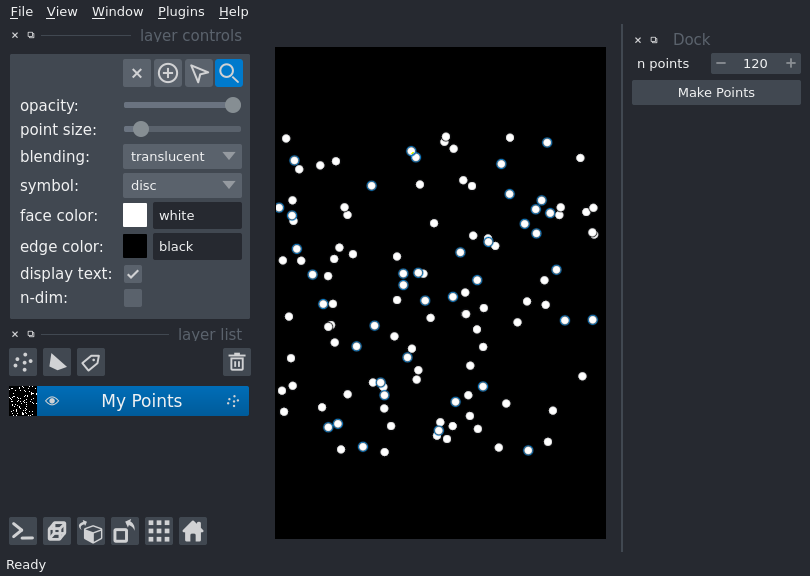 File View Window Plugins Help
layer controls
opacity:
point size:
blending: translucent
symbol: disc
face color: white
edge color: black
display text:
n-dim:
layer list
My Points
Ready
Dock
n points 120
Make Points